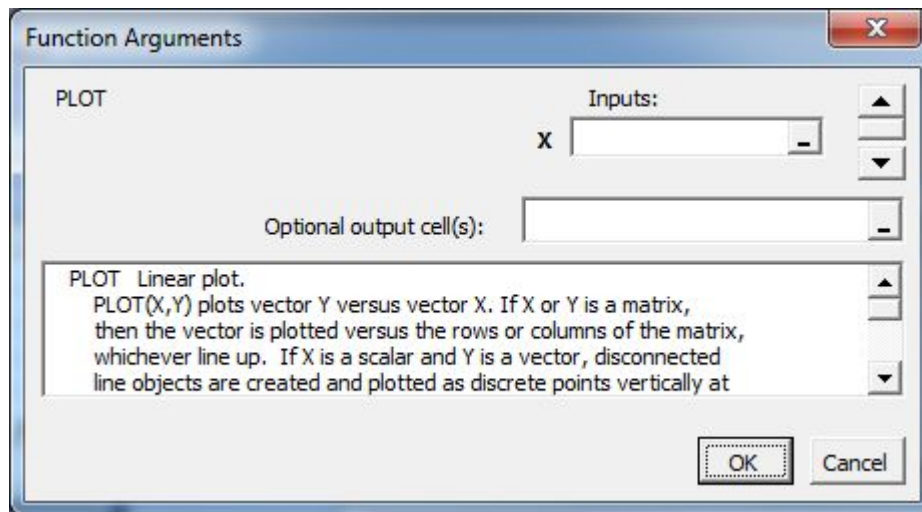 Function Arguments
PLOT
Inputs:
X
Optional output cell(s):
PLOT Linear plot.
PLOT(X,Y) plots vector Y versus vector X. If X or Y is a matrix,
then the vector is plotted versus the rows or columns of the matrix,
whichever line up. If X is a scalar and Y is a vector, disconnected
line objects are created and plotted as discrete points vertically at
OK
Cancel